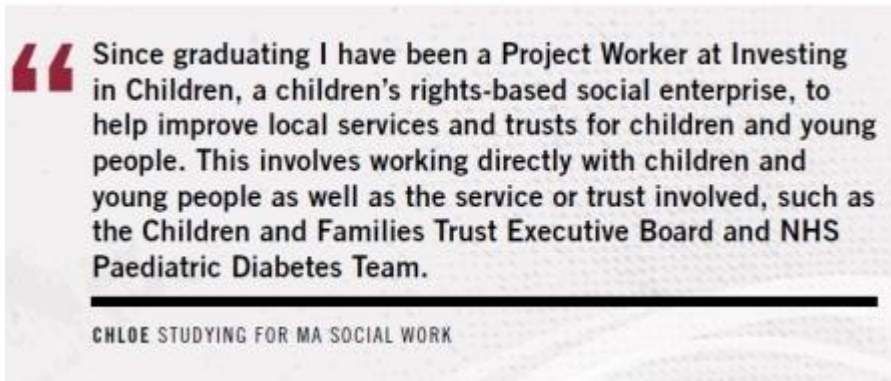 “
Since graduating I have been a Project Worker at Investing
in Children, a children’s rights-based social enterprise, to
help improve local services and trusts for children and young
people. This involves working directly with children and
young people as well as the service or trust involved, such as
the Children and Families Trust Executive Board and NHS
Paediatric Diabetes Team.
CHLOE STUDYING FOR MA SOCIAL WORK